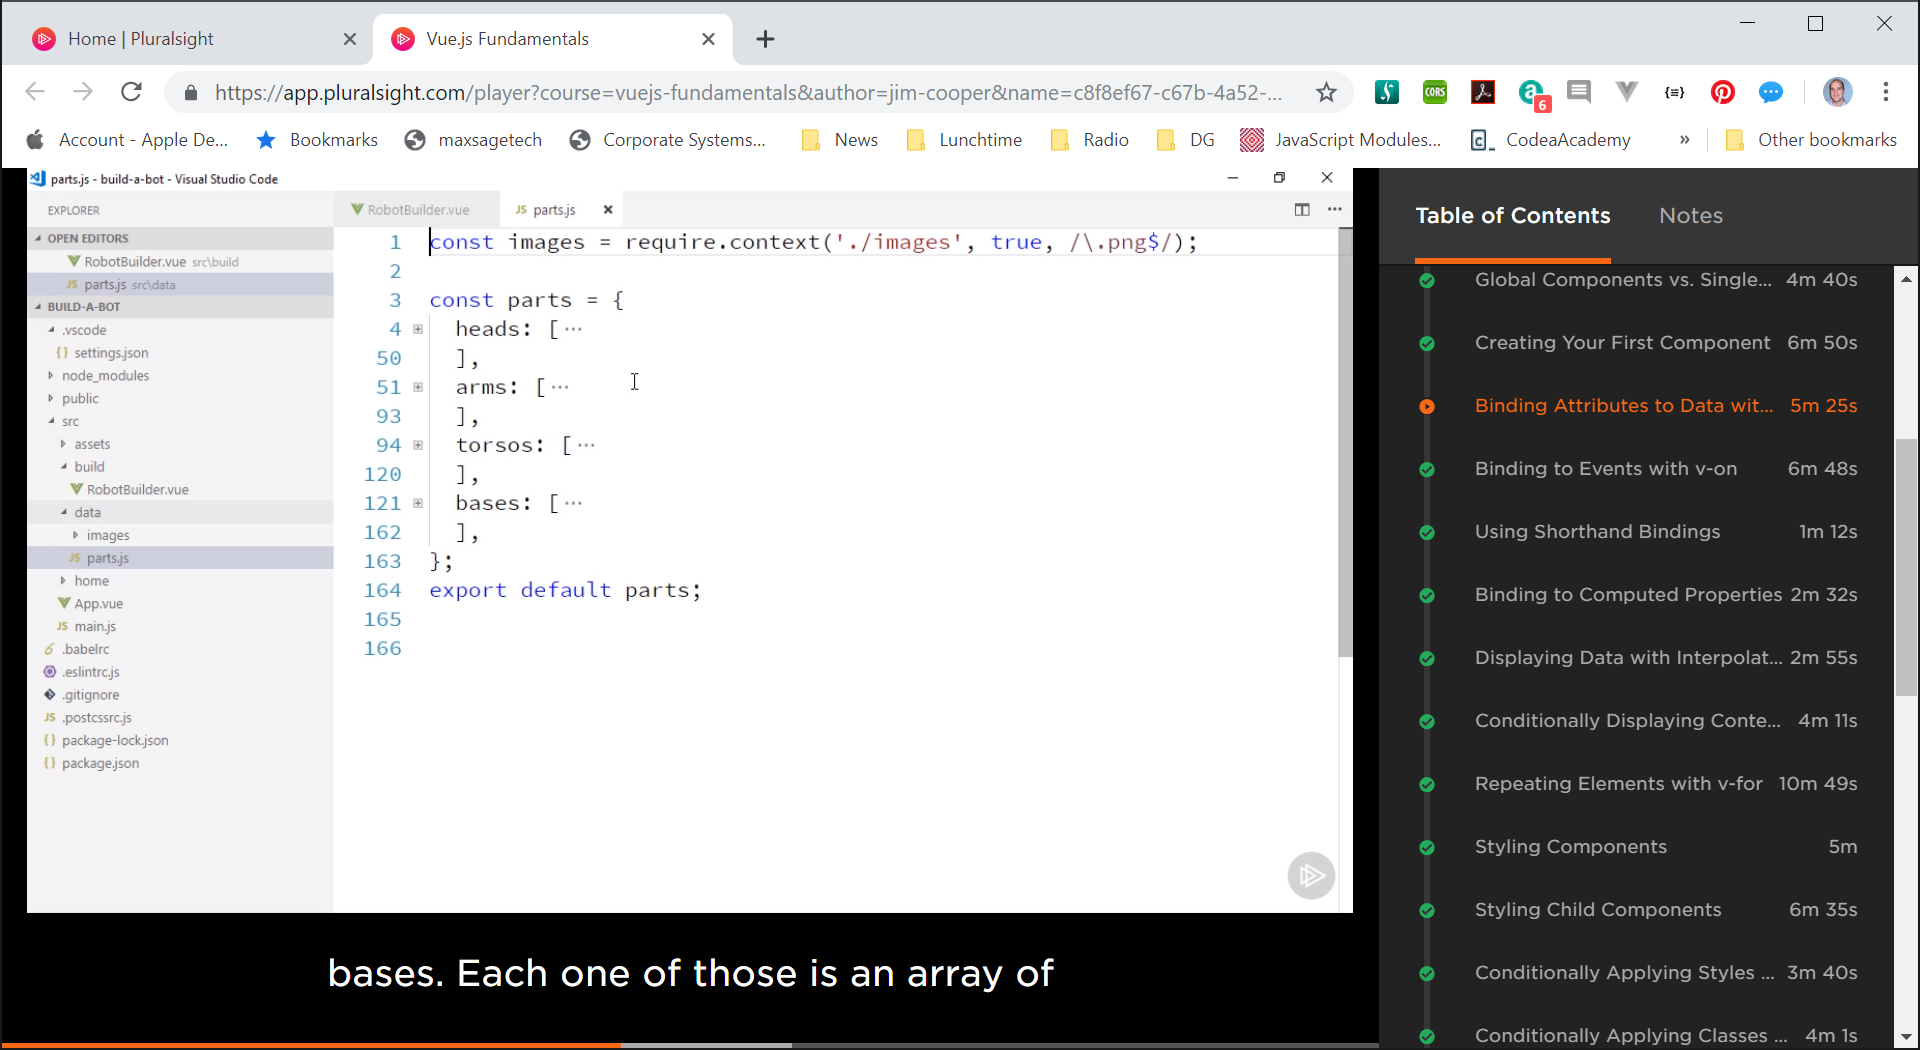 Home | Pluralsight
Vue.js Fundamentals
https://app.pluralsight.com/player?course=vuejs-fundamentals&author=jim-cooper&name=c8f8ef67-c67b-4a52-...
CORS
6
Account - Apple De...
Bookmarks
maxsagetech
Corporate Systems...
News
Lunchtime
Radio
DG
JavaScript Modules...
CodeaAcademy
»
Other bookmarks
parts.js - build-a-bot - Visual Studio Code
EXPLORER
OPEN EDITORS
RobotBuilder.vue src\build
JS parts.js src\data
BUILD-A-BOT
.vscode
{} settings.json
node_modules
public
src
assets
build
RobotBuilder.vue
data
images
JS parts.js
home
App.vue
JS main.js
.babelrc
.eslintrc.js
.gitignore
JS .postcssrc.js
{} package-lock.json
{} package.json
RobotBuilder.vue
JS parts.js
1 const images = require.context('./images', true, /\.png$/);
2
3 const parts = {
4 heads: [...
50 ],
51 arms: [...
93 ],
94 torsos: [...
120 ],
121 bases: [...
162 ],
163 };
164 export default parts;
165
166
bases. Each one of those is an array of
Table of Contents
Notes
Global Components vs. Single... 4m 40s
Creating Your First Component 6m 50s
Binding Attributes to Data wit... 5m 25s
Binding to Events with v-on 6m 48s
Using Shorthand Bindings 1m 12s
Binding to Computed Properties 2m 32s
Displaying Data with Interpolat... 2m 55s
Conditionally Displaying Conte... 4m 11s
Repeating Elements with v-for 10m 49s
Styling Components 5m
Styling Child Components 6m 35s
Conditionally Applying Styles ... 3m 40s
Conditionally Applying Classes ... 4m 1s